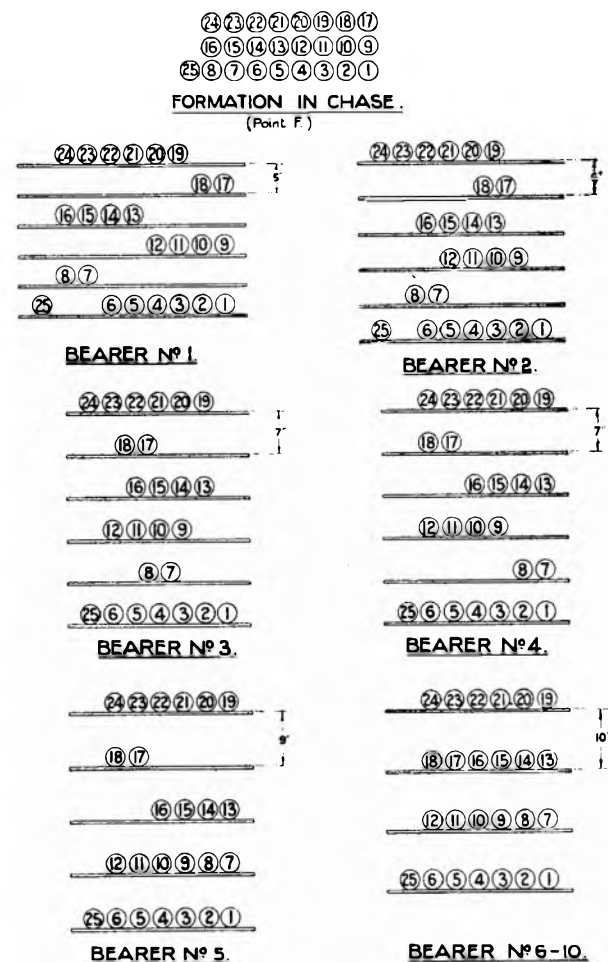 24 23 22 21 20 19 18 17
16 15 14 13 12 11 10 9
25 8 7 6 5 4 3 2 1
FORMATION IN CHASE.
(Point F.)
24 23 22 21 20 19
5"
18 17
16 15 14 13
12 11 10 9
8 7
25 6 5 4 3 2 1
BEARER Nº 1.
24 23 22 21 20 19
18 17
16 15 14 13
12 11 10 9
8 7
25 6 5 4 3 2 1
BEARER Nº 2.
24 23 22 21 20 19
7"
18 17
16 15 14 13
12 11 10 9
8 7
25 6 5 4 3 2 1
BEARER Nº 3.
24 23 22 21 20 19
7"
18 17
16 15 14 13
12 11 10 9
8 7
25 6 5 4 3 2 1
BEARER Nº 4.
24 23 22 21 20 19
9"
18 17
16 15 14 13
12 11 10 9 8 7
25 6 5 4 3 2 1
BEARER Nº 5.
24 23 22 21 20 19
10"
18 17 16 15 14 13
12 11 10 9 8 7
25 6 5 4 3 2 1
BEARER Nº 6-10.